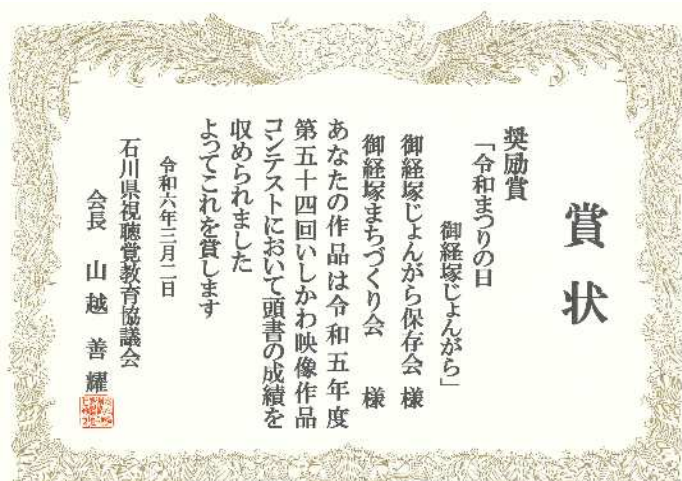 賞状
奨励賞
「令和まつりの日
御経塚じょんがら」
御経塚じょんがら保存会 様
御経塚まちづくり会 様
あなたの作品は令和五年度
第五十四回いしかわ映像作品
コンテストにおいて頭書の成績を
収められました
よってこれを賞します
令和六年三月二日
石川県視聴覚教育協議会
会長 山越 善耀